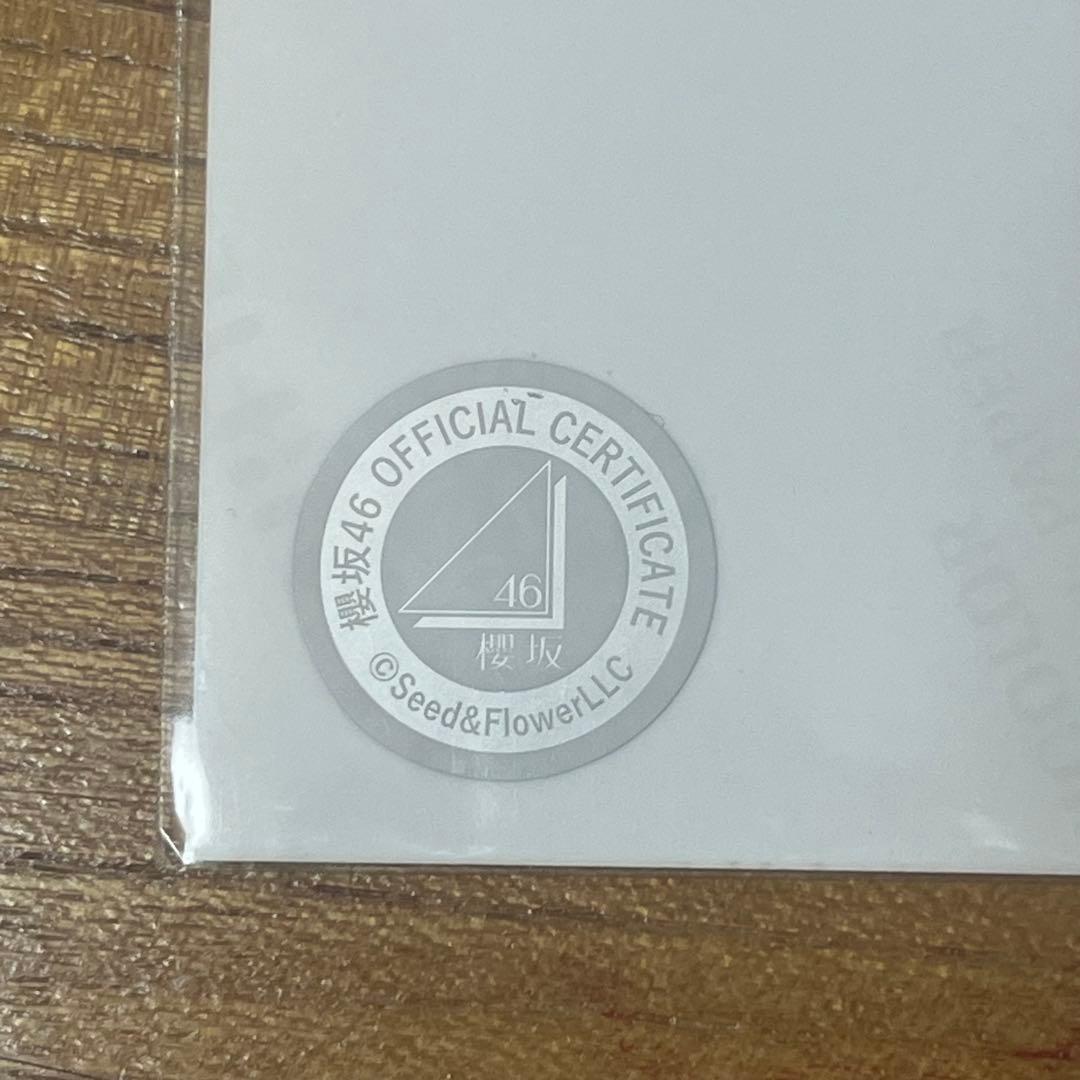 櫻坂46 OFFICIAL CERTIFICATE
46
櫻坂
©Seed&FlowerLLC